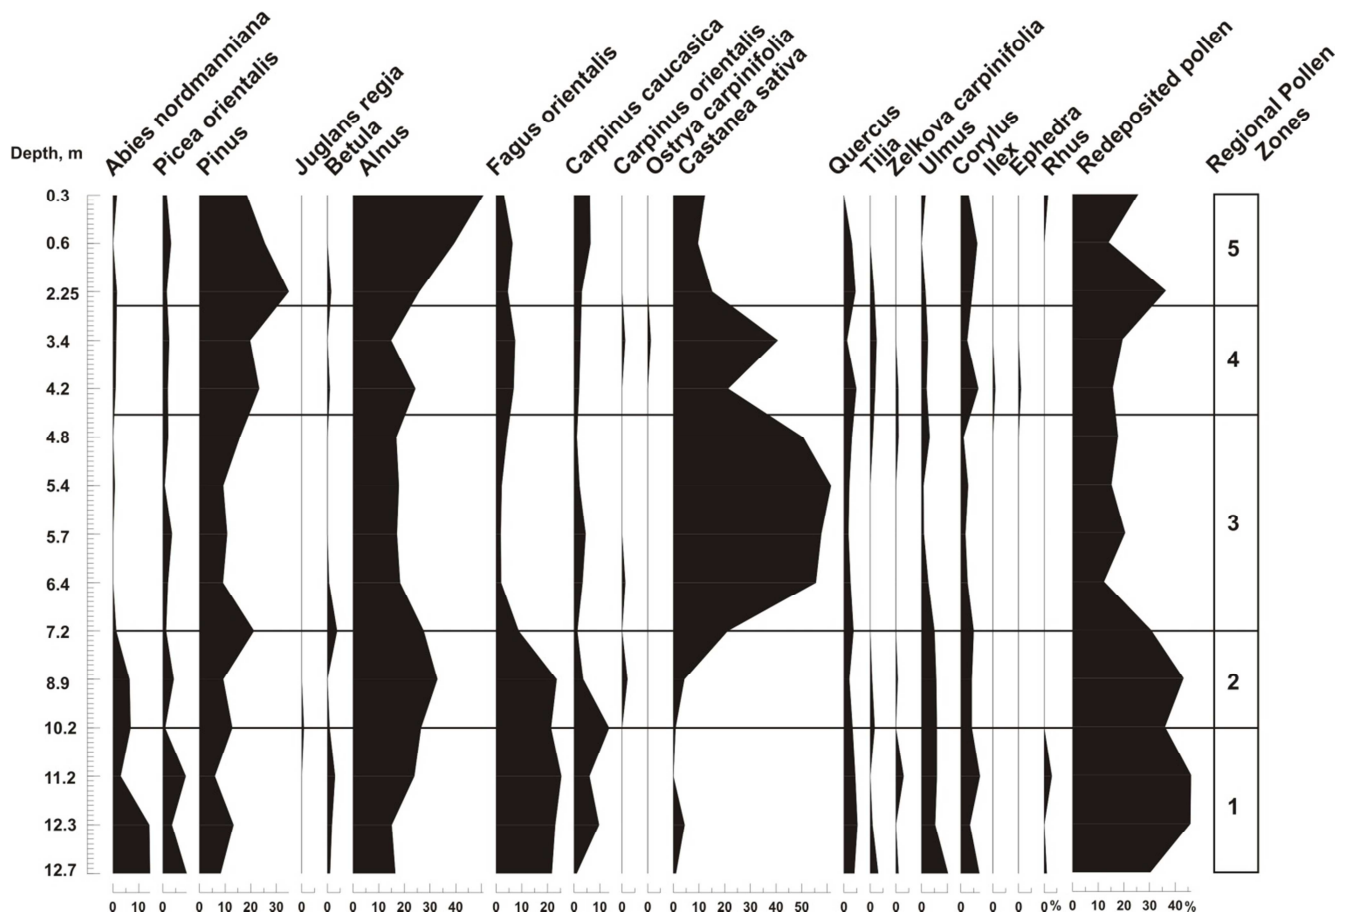 Abies nordmanniana
Picea orientalis
Pinus
Juglans regia
Betula
Alnus
Fagus orientalis
Carpinus caucasica
Carpinus orientalis
Ostrya carpinifolia
Castanea sativa
Quercus
Tilia
Zelkova carpinifolia
Ulmus
Corylus
Ilex
Ephedra
Rhus
Redeposited pollen
Regional Pollen
Zones
Depth, m
0.3
0.6
2.25
3.4
4.2
4.8
5.4
5.7
6.4
7.2
8.9
10.2
11.2
12.3
12.7
5
4
3
2
1
0 10 0 0 10 20 30 0 0 0 10 20 30 40 0 10 20 0 10 0 0 0 10 20 30 40 50 0 0 0 0 0 0 0 0% 0 10 20 30 40%